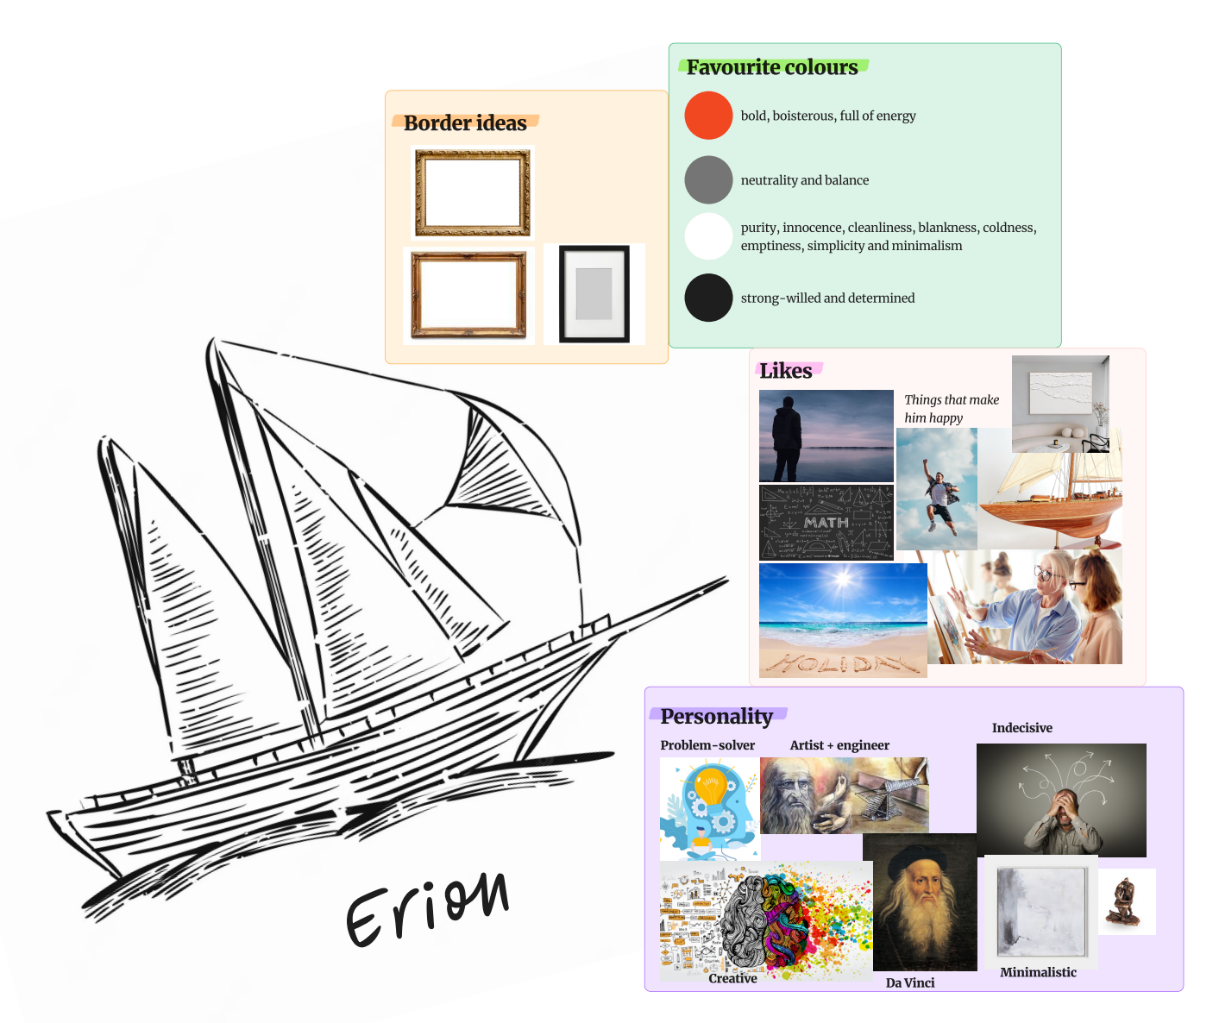 Favourite colours
bold, boisterous, full of energy
neutrality and balance
purity, innocence, cleanliness, blankness, coldness,
emptiness, simplicity and minimalism
strong-willed and determined
Border ideas
Likes
Things that make
him happy
MATH
HOLIDAY
Personality
Problem-solver
Artist + engineer
Indecisive
Creative
Da Vinci
Minimalistic
Erion